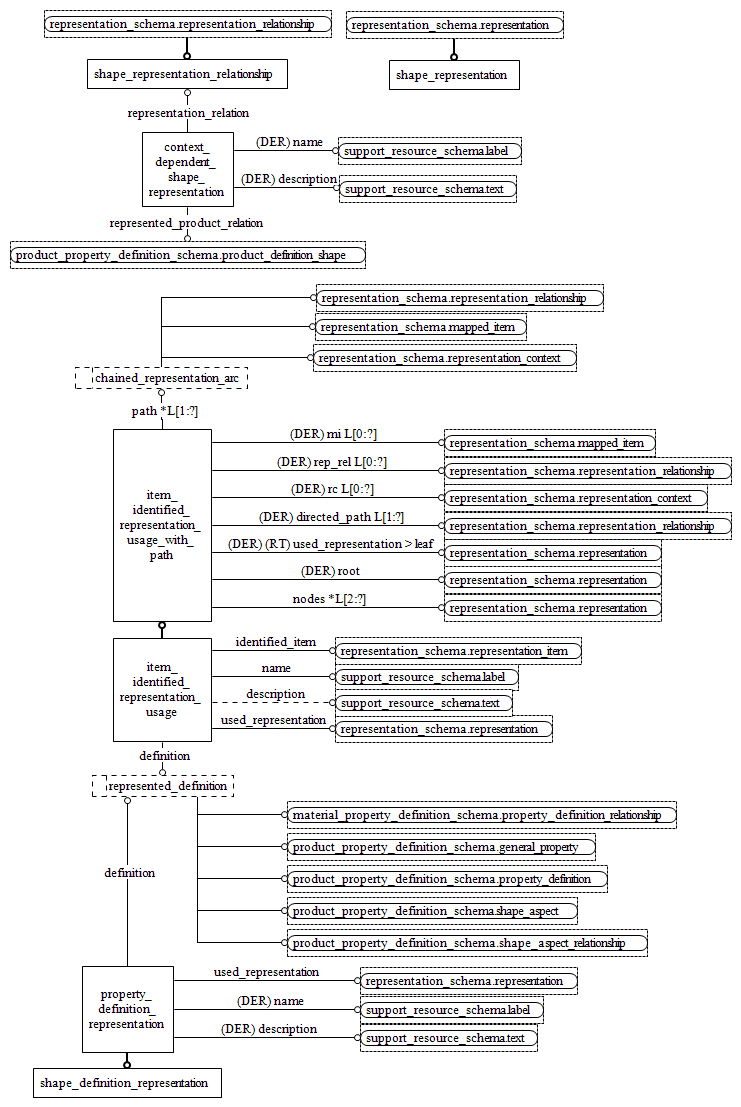 representation_schema.representation_relationship
representation_schema.representation
shape_representation_relationship
shape_representation
representation_relation
context_
dependent_
shape_
representation
(DER) name
support_resource_schema.label
(DER) description
support_resource_schema.text
represented_product_relation
product_property_definition_schema.product_definition_shape
representation_schema.representation_relationship
representation_schema.mapped_item
representation_schema.representation_context
chained_representation_arc
path *L[1:?]
item_
identified_
representation_
usage_with_
path
(DER) mi L[0:?]
representation_schema.mapped_item
(DER) rep_rel L[0:?]
representation_schema.representation_relationship
(DER) rc L[0:?]
representation_schema.representation_context
(DER) directed_path L[1:?]
representation_schema.representation_relationship
(DER) (RT) used_representation > leaf
representation_schema.representation
(DER) root
representation_schema.representation
nodes *L[2:?]
representation_schema.representation
item_
identified_
representation_
usage
identified_item
representation_schema.representation_item
name
support_resource_schema.label
description
support_resource_schema.text
used_representation
representation_schema.representation
definition
represented_definition
material_property_definition_schema.property_definition_relationship
product_property_definition_schema.general_property
definition
product_property_definition_schema.property_definition
product_property_definition_schema.shape_aspect
product_property_definition_schema.shape_aspect_relationship
property_
definition_
representation
used_representation
representation_schema.representation
(DER) name
support_resource_schema.label
(DER) description
support_resource_schema.text
shape_definition_representation